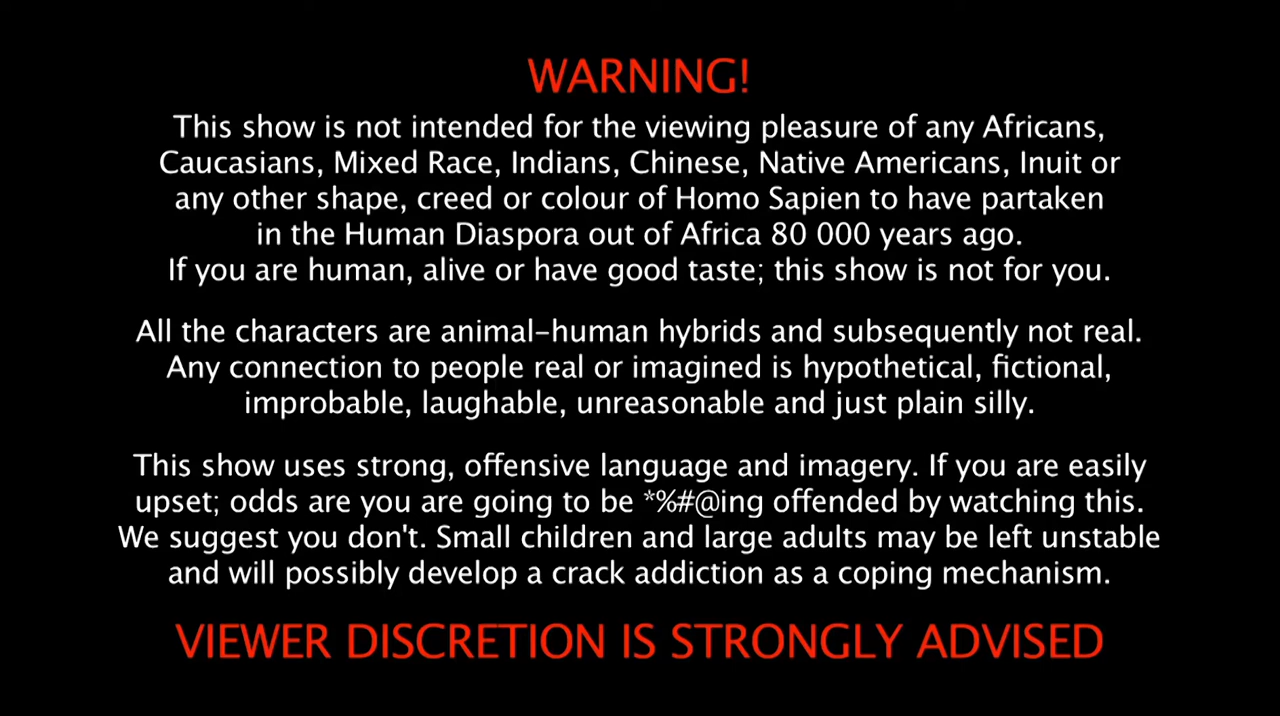 WARNING!
This show is not intended for the viewing pleasure of any Africans,
Caucasians, Mixed Race, Indians, Chinese, Native Americans, Inuit or
any other shape, creed or colour of Homo Sapien to have partaken
in the Human Diaspora out of Africa 80 000 years ago.
If you are human, alive or have good taste; this show is not for you.
All the characters are animal-human hybrids and subsequently not real.
Any connection to people real or imagined is hypothetical, fictional,
improbable, laughable, unreasonable and just plain silly.
This show uses strong, offensive language and imagery. If you are easily
upset; odds are you are going to be *%#@ing offended by watching this.
We suggest you don't. Small children and large adults may be left unstable
and will possibly develop a crack addiction as a coping mechanism.
VIEWER DISCRETION IS STRONGLY ADVISED